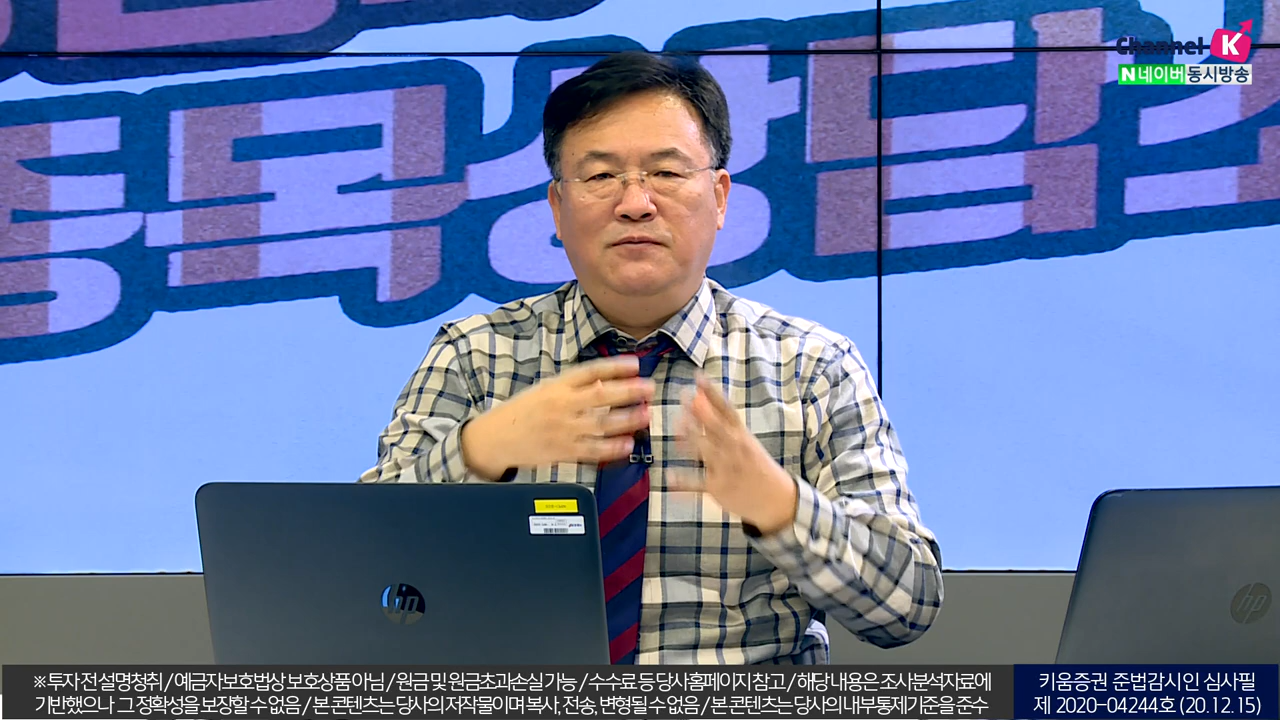 Channel K
N 네이버 동시방송
종목상담소
hp
hp
※ 투자 전 설명청취 / 예금자보호법상 보호상품 아님 / 원금 및 원금초과손실 가능 / 수수료 등 당사홈페이지 참고 / 해당 내용은 조사분석자료에
기반했으나 그 정확성을 보장할 수 없음 / 본 콘텐츠는 당사의 저작물이며 복사, 전송, 변형될 수 없음 / 본 콘텐츠는 당사의 내부통제기준을 준수
키움증권 준법감시인 심사필
제 2020-04244호 (20.12.15)